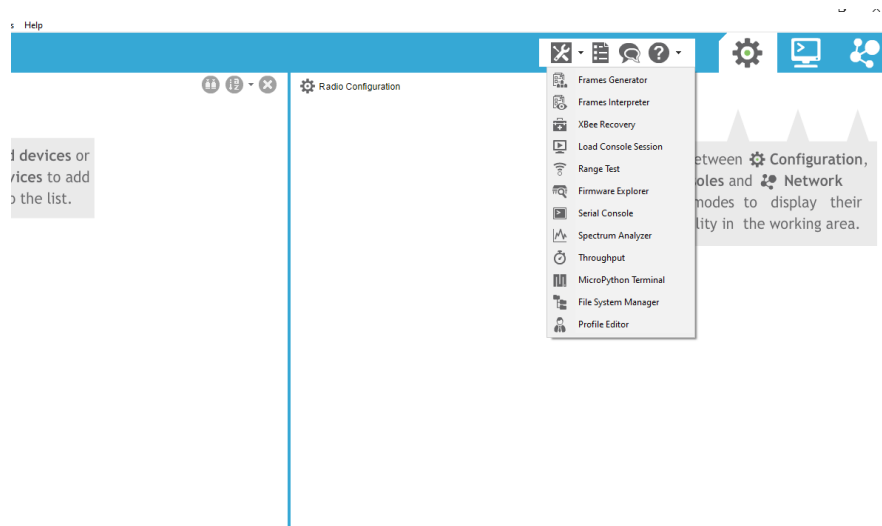 s Help
Radio Configuration
Frames Generator
Frames Interpreter
XBee Recovery
Load Console Session
Range Test
Firmware Explorer
Serial Console
Spectrum Analyzer
Throughput
MicroPython Terminal
File System Manager
Profile Editor
d devices or
vices to add
o the list.
etween Configuration,
oles and Network
modes to display their
lity in the working area.